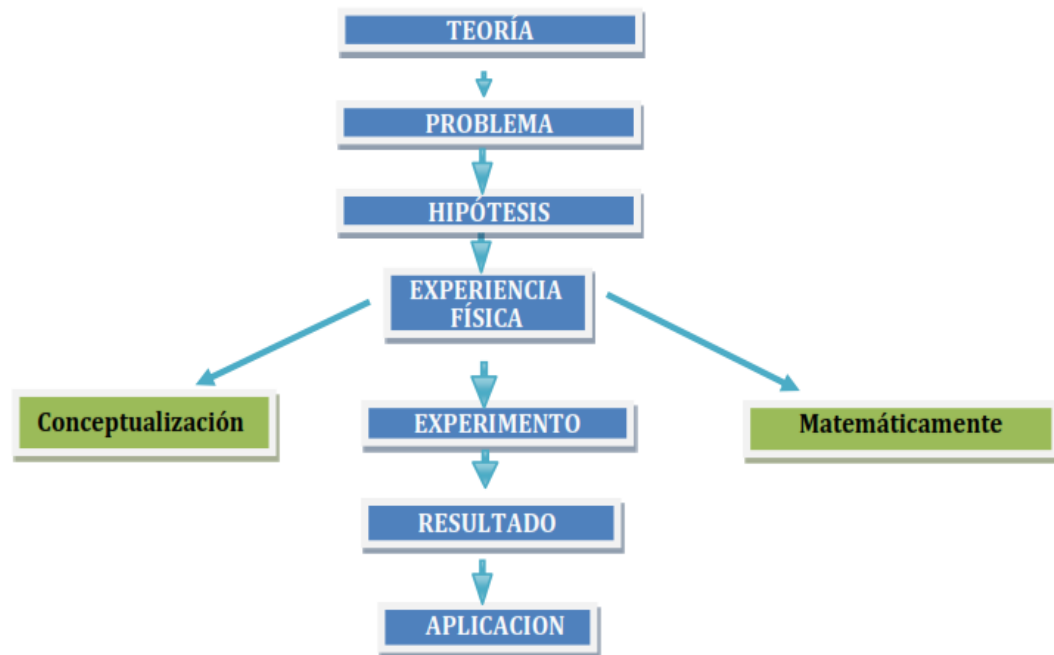 TEORÍA
PROBLEMA
HIPÓTESIS
EXPERIENCIA
FÍSICA
Conceptualización
EXPERIMENTO
Matemáticamente
RESULTADO
APLICACION